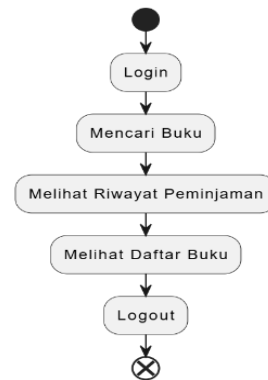 Login
Mencari Buku
Melihat Riwayat Peminjaman
Melihat Daftar Buku
Logout